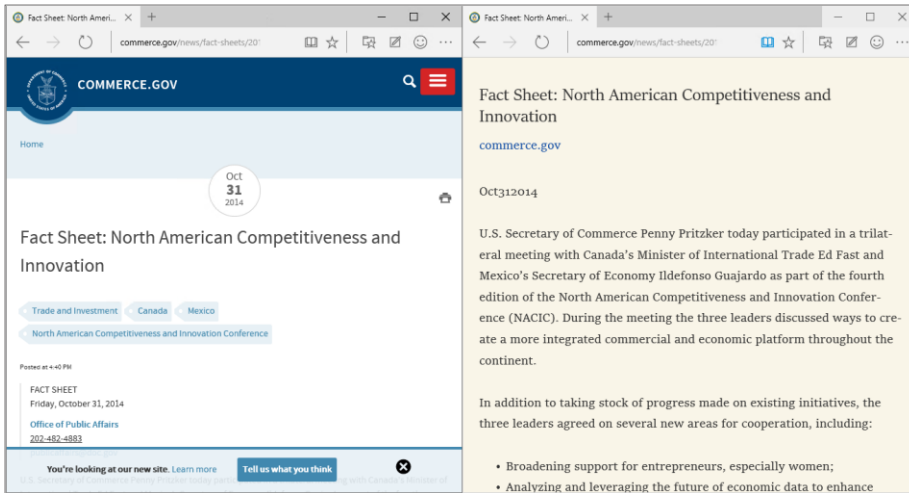 Fact Sheet: North Ameri...
commerce.gov/news/fact-sheets/20
COMMERCE.GOV
Home
Oct
31
2014
Fact Sheet: North American Competitiveness and
Innovation
Trade and Investment Canada Mexico
North American Competitiveness and Innovation Conference
Posted at 4:40 PM
FACT SHEET
Friday, October 31, 2014
Office of Public Affairs
202-482-4883
You're looking at our new site. Learn more Tell us what you think
Fact Sheet: North Ameri...
commerce.gov/news/fact-sheets/20
Fact Sheet: North American Competitiveness and
Innovation
commerce.gov
Oct312014
U.S. Secretary of Commerce Penny Pritzker today participated in a trilat-
eral meeting with Canada's Minister of International Trade Ed Fast and
Mexico's Secretary of Economy Ildefonso Guajardo as part of the fourth
edition of the North American Competitiveness and Innovation Confer-
ence (NACIC). During the meeting the three leaders discussed ways to cre-
ate a more integrated commercial and economic platform throughout the
continent.
In addition to taking stock of progress made on existing initiatives, the
three leaders agreed on several new areas for cooperation, including:
• Broadening support for entrepreneurs, especially women;
• Analyzing and leveraging the future of economic data to enhance